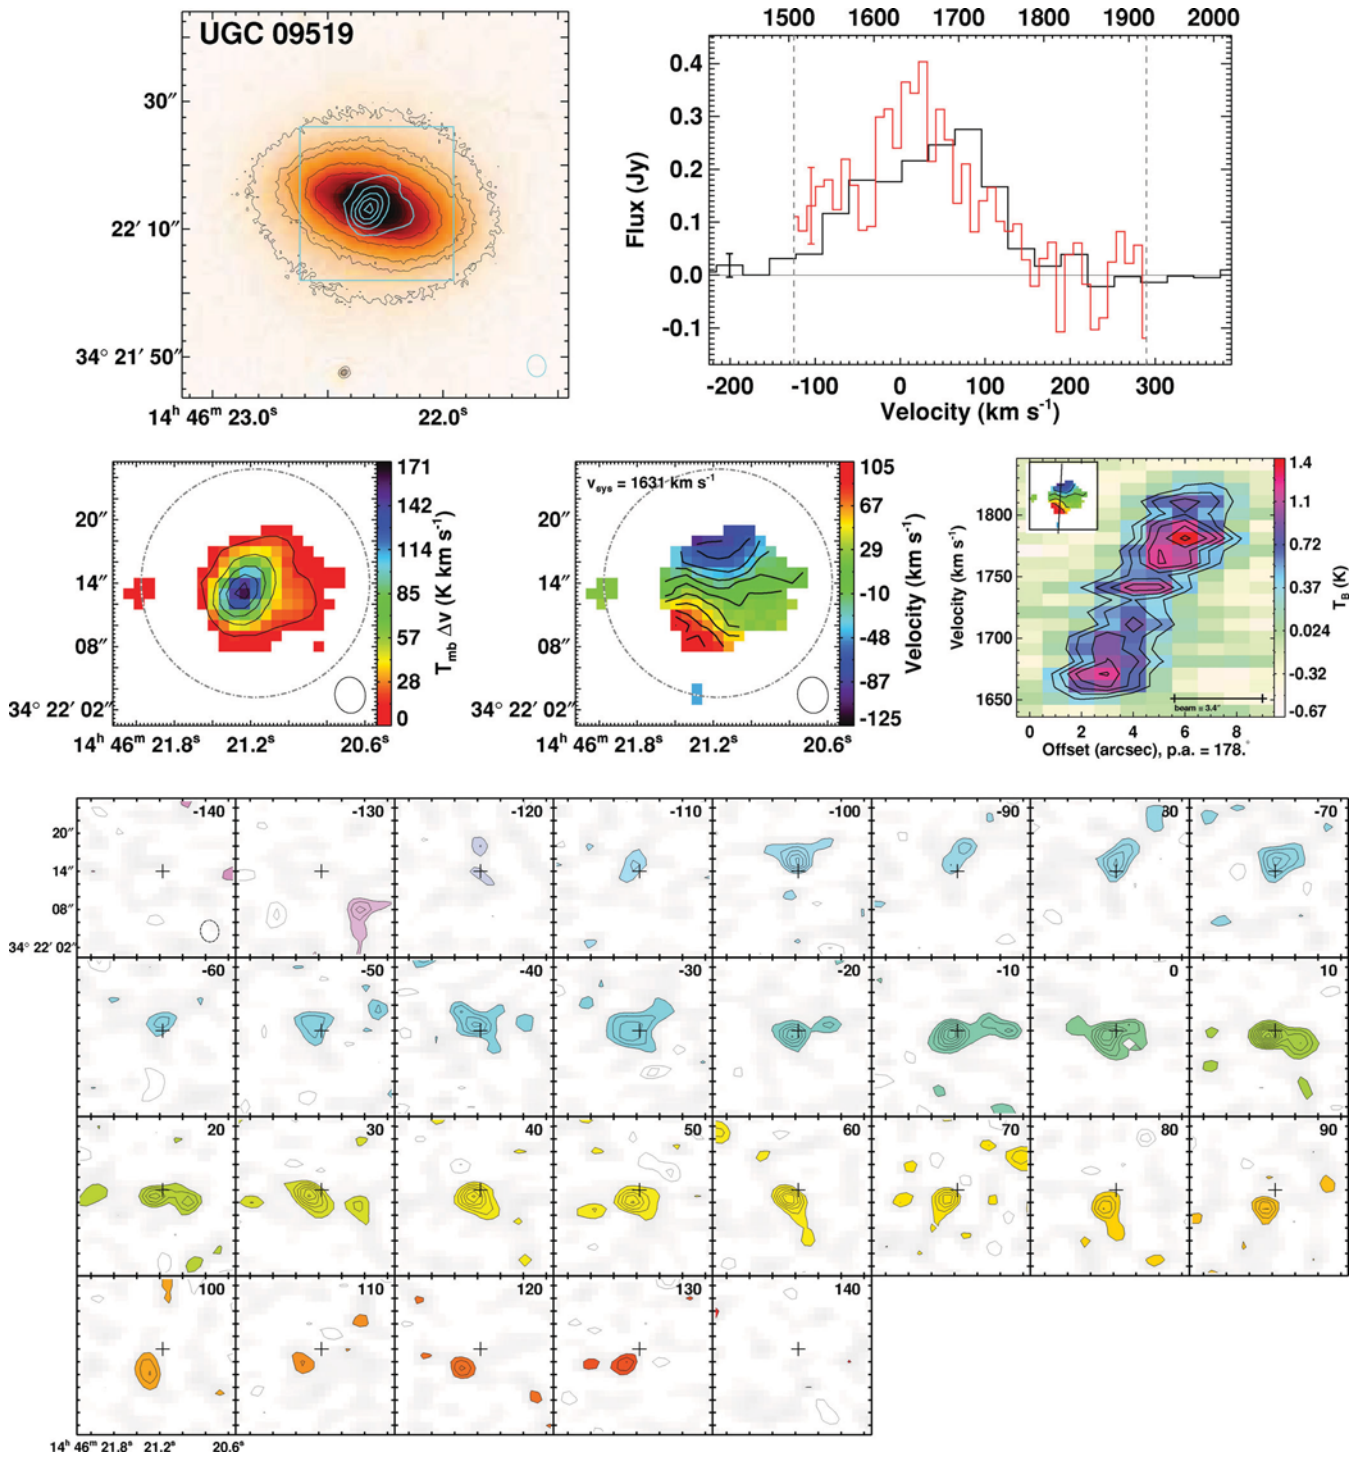 UGC 09519
30″
22′ 10″
34° 21′ 50″
14ʰ 46ᵐ 23.0ˢ 22.0ˢ
1500 1600 1700 1800 1900 2000
Flux (Jy)
0.4
0.3
0.2
0.1
0.0
-0.1
-200 -100 0 100 200 300
Velocity (km s⁻¹)
20″
14″
08″
34° 22′ 02″
14ʰ 46ᵐ 21.8ˢ 21.2ˢ 20.6ˢ
171
142
114
85
57
28
0
Tmb Δv (K km s⁻¹)
vsys = 1631 km s⁻¹
20″
14″
08″
34° 22′ 02″
14ʰ 46ᵐ 21.8ˢ 21.2ˢ 20.6ˢ
105
67
29
-10
-48
-87
-125
Velocity (km s⁻¹)
Velocity (km s⁻¹)
1800
1750
1700
1650
beam = 3.4″
0 2 4 6 8
Offset (arcsec), p.a. = 178.°
1.4
1.1
0.72
0.37
0.024
-0.32
-0.67
TB (K)
-140 -130 -120 -110 -100 -90 80 -70
20″
14″
08″
34° 22′ 02″
-60 -50 -40 -30 -20 -10 0 10
20 30 40 50 60 70 80 90
100 110 120 130 140
14ʰ 46ᵐ 21.8ˢ 21.2ˢ 20.6ˢ